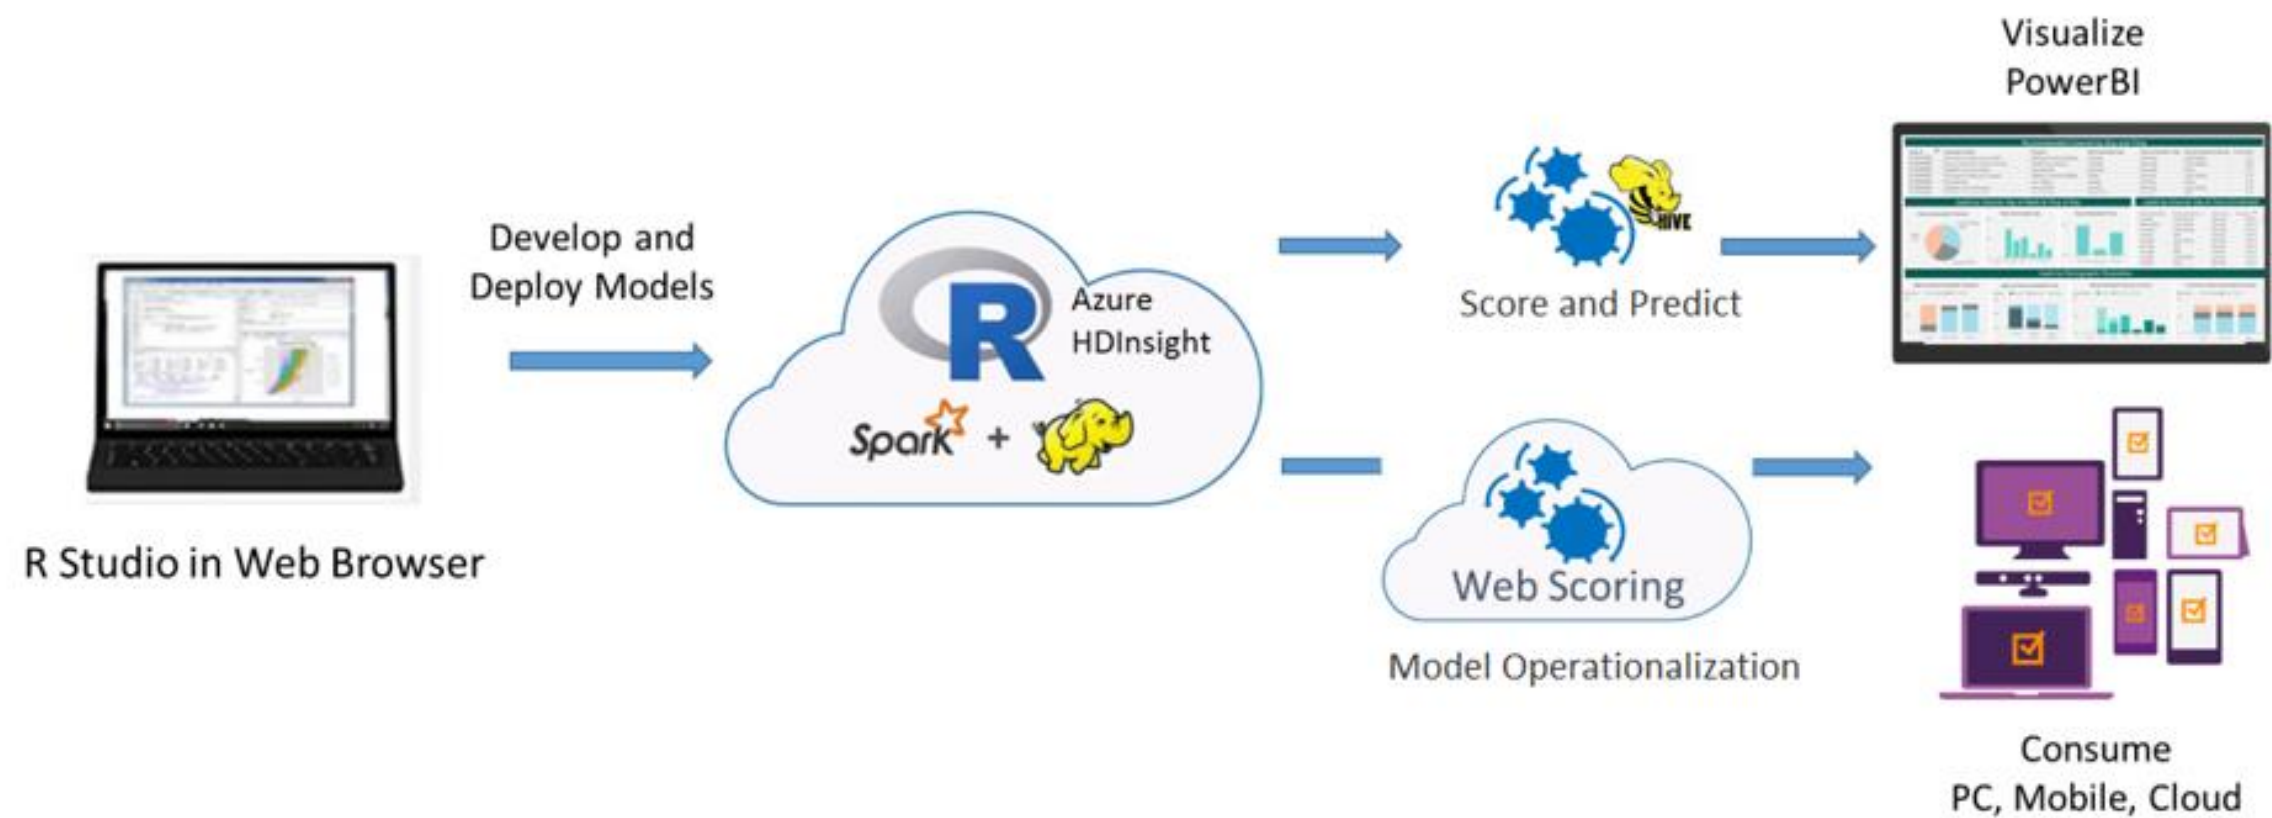 R Studio in Web Browser
Develop and
Deploy Models
R
Azure
HDInsight
Spark +
HIVE
Score and Predict
Visualize
PowerBI
Web Scoring
Model Operationalization
Consume
PC, Mobile, Cloud